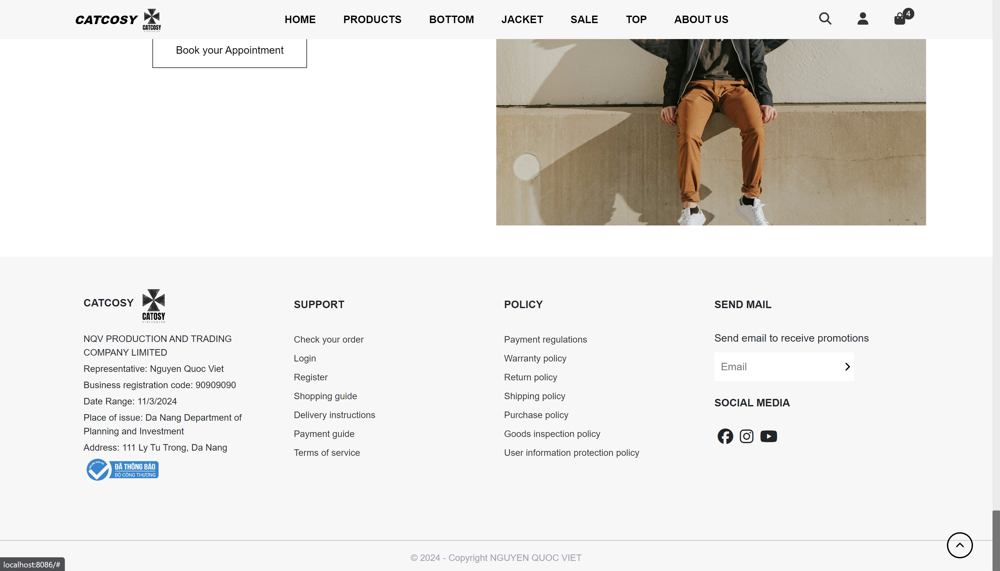 CATCOSY
CATCOSY
HOME PRODUCTS BOTTOM JACKET SALE TOP ABOUT US
4
Book your Appointment
CATCOSY
CATOSY
STREETWEAR
NQV PRODUCTION AND TRADING
COMPANY LIMITED
Representative: Nguyen Quoc Viet
Business registration code: 90909090
Date Range: 11/3/2024
Place of issue: Da Nang Department of
Planning and Investment
Address: 111 Ly Tu Trong, Da Nang
ONLINE.GOV.VN
ĐÃ THÔNG BÁO
BỘ CÔNG THƯƠNG
SUPPORT
Check your order
Login
Register
Shopping guide
Delivery instructions
Payment guide
Terms of service
POLICY
Payment regulations
Warranty policy
Return policy
Shipping policy
Purchase policy
Goods inspection policy
User information protection policy
SEND MAIL
Send email to receive promotions
Email
SOCIAL MEDIA
© 2024 - Copyright NGUYEN QUOC VIET
localhost:8086/#